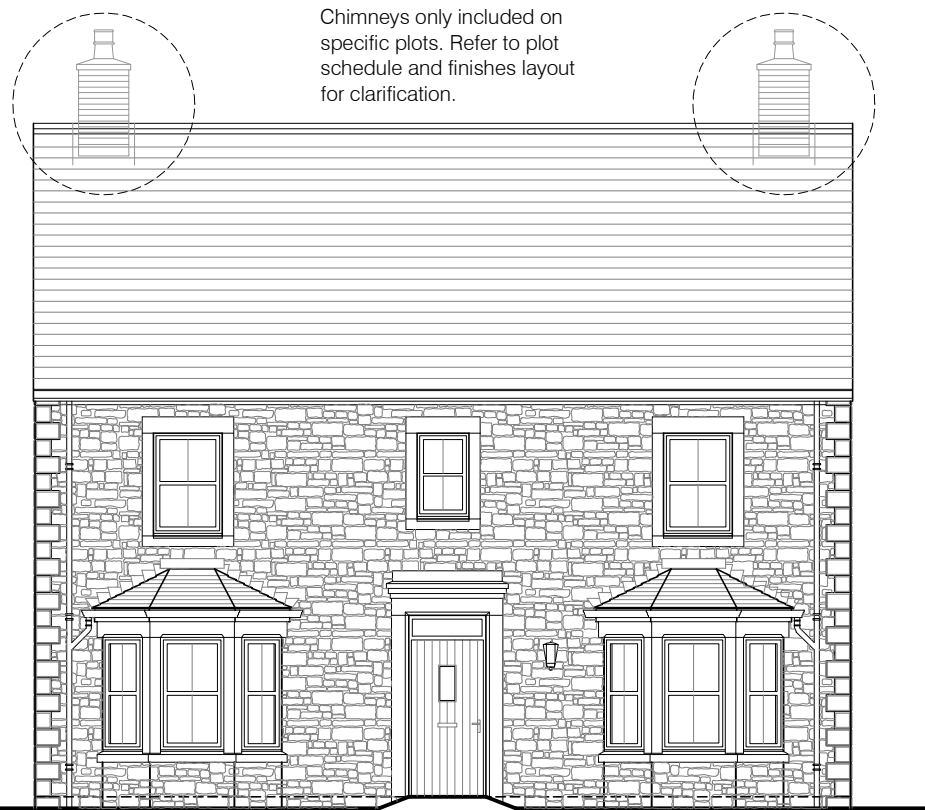 Chimneys only included on
specific plots. Refer to plot
schedule and finishes layout
for clarification.